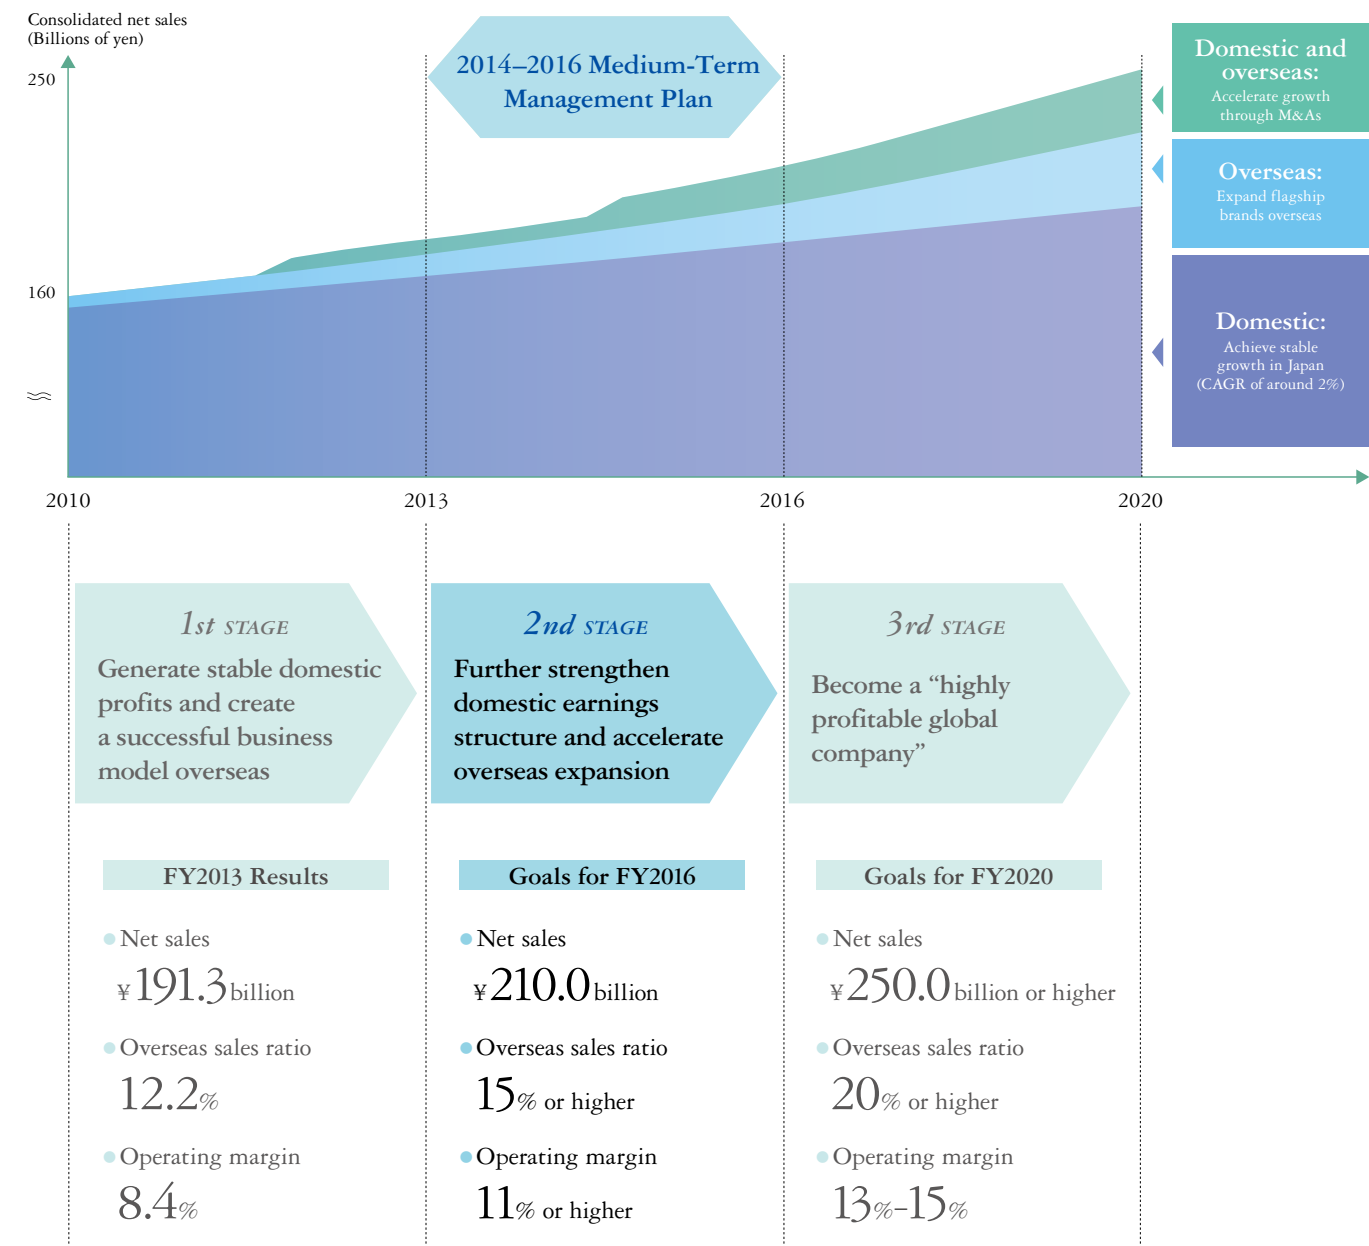 Consolidated net sales
(Billions of yen)
250
160
2014–2016 Medium-Term
Management Plan
Domestic and
overseas:
Accelerate growth
through M&As
Overseas:
Expand flagship
brands overseas
Domestic:
Achieve stable
growth in Japan
(CAGR of around 2%)
2010
2013
2016
2020
1st STAGE
Generate stable domestic
profits and create
a successful business
model overseas
2nd STAGE
Further strengthen
domestic earnings
structure and accelerate
overseas expansion
3rd STAGE
Become a “highly
profitable global
company”
FY2013 Results
Net sales
¥191.3 billion
Overseas sales ratio
12.2%
Operating margin
8.4%
Goals for FY2016
Net sales
¥210.0 billion
Overseas sales ratio
15% or higher
Operating margin
11% or higher
Goals for FY2020
Net sales
¥250.0 billion or higher
Overseas sales ratio
20% or higher
Operating margin
13%–15%